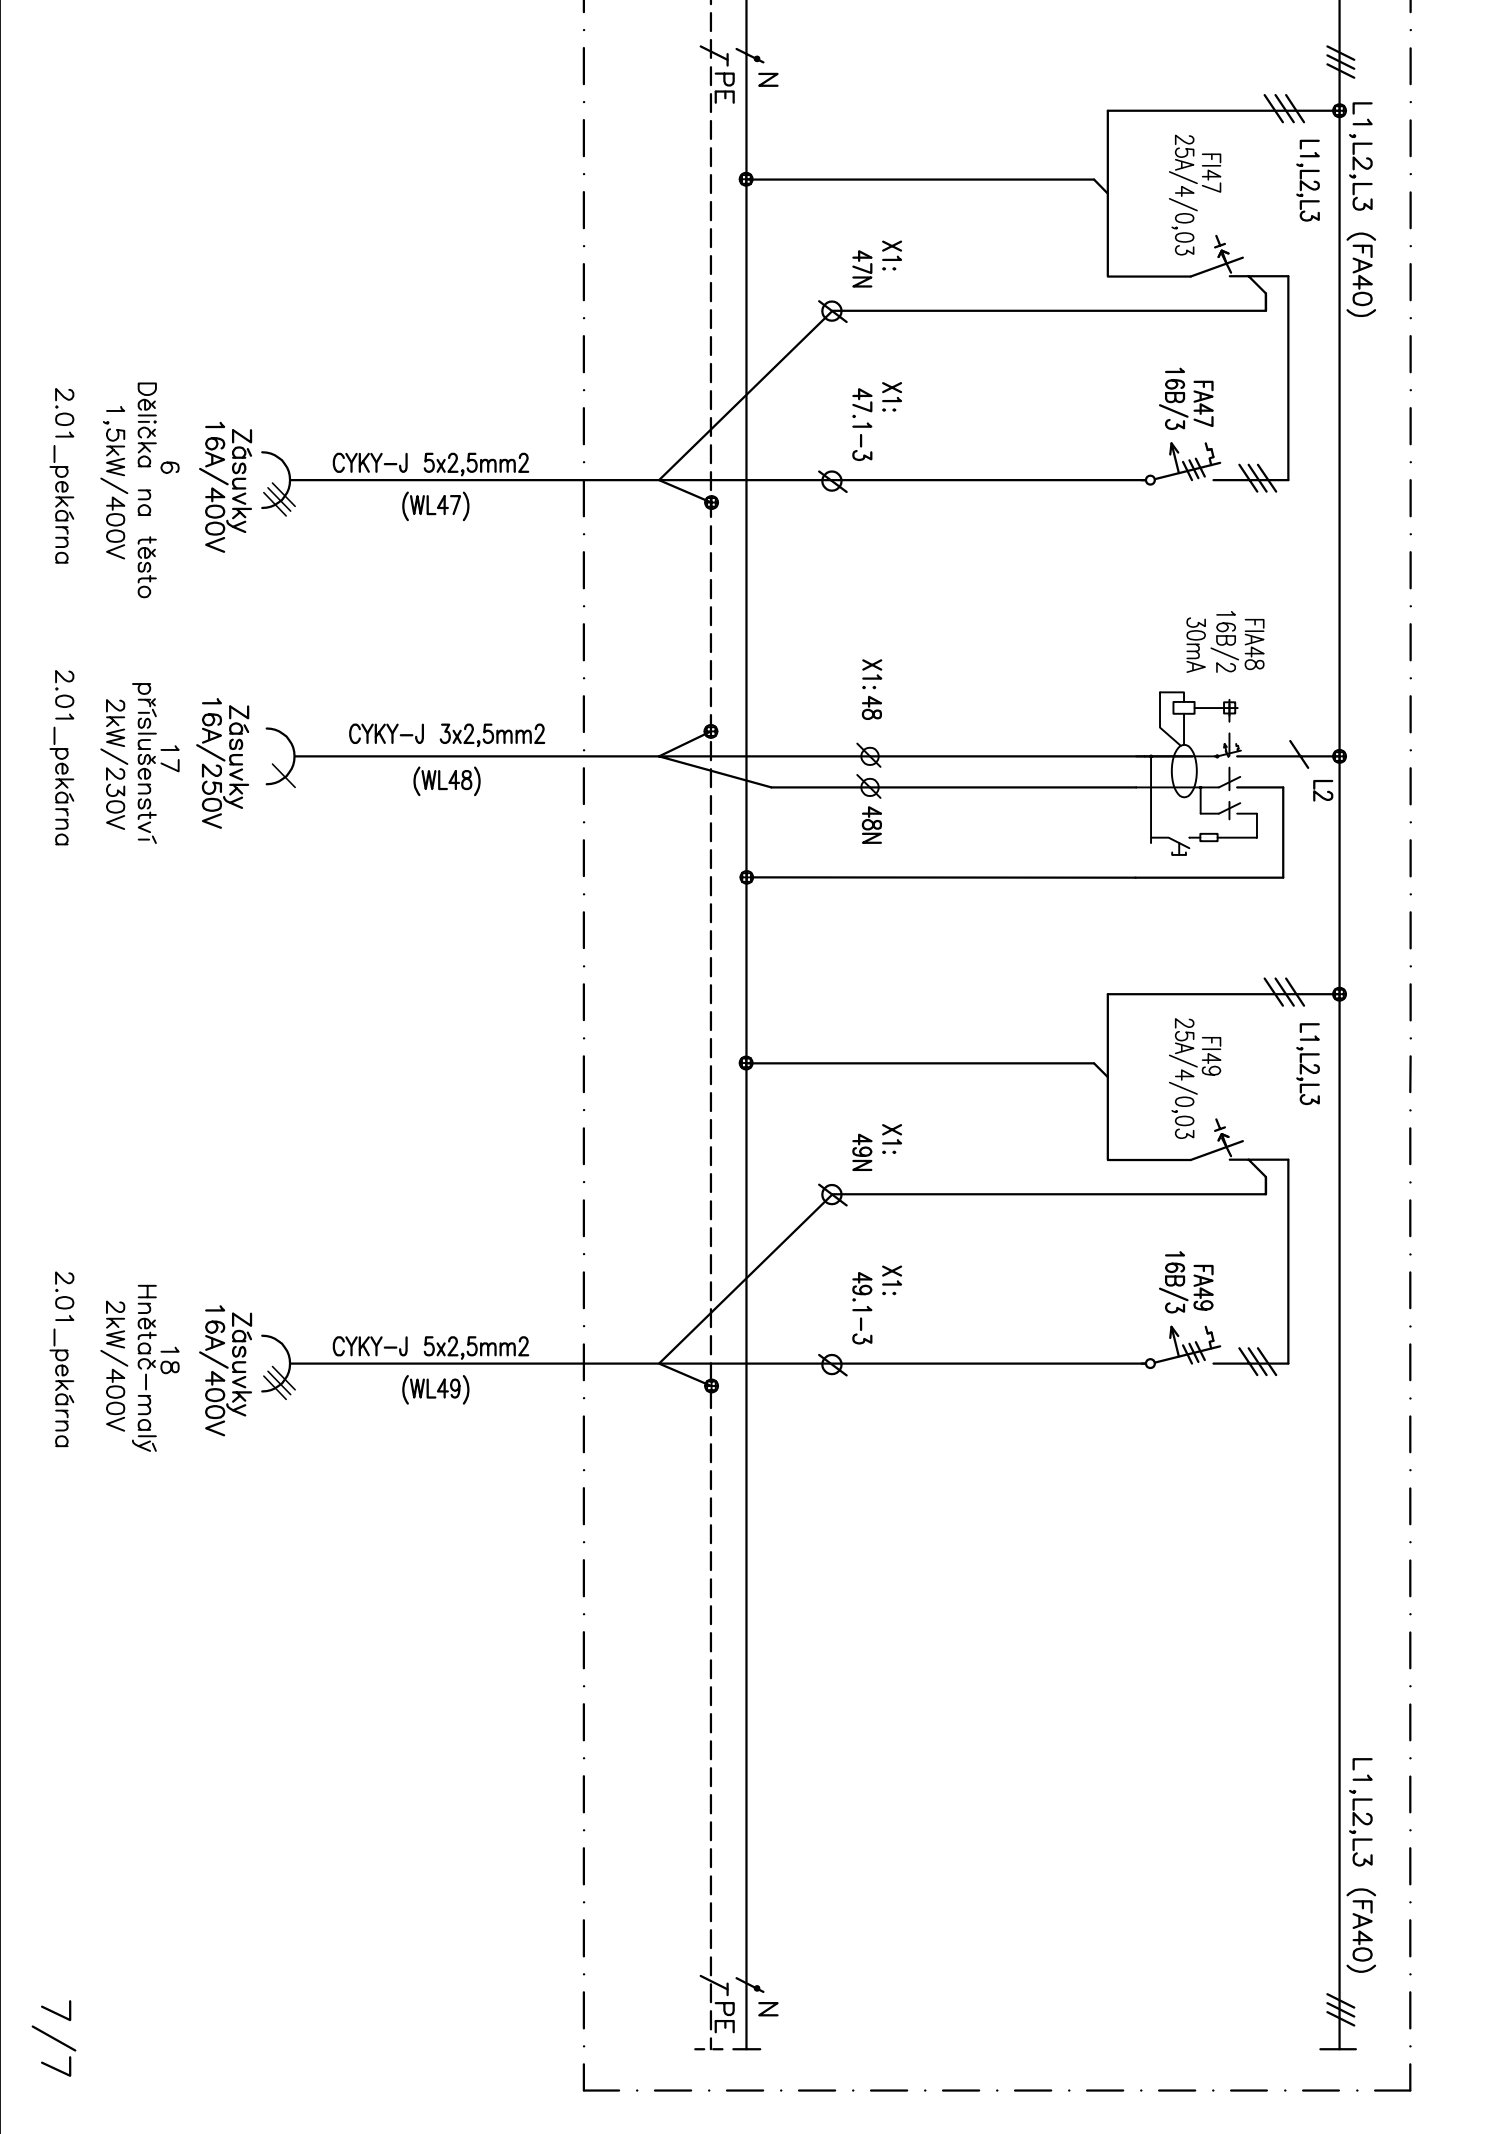 L1,L2,L3 (FA40)
L1,L2,L3 (FA40)
N
PE
N
PE
L1,L2,L3
FI47
25A/4/0,03
FA47
16B/3
X1:
47N
X1:
47.1-3
CYKY-J 5x2,5mm2
(WL47)
Zásuvky
16A/400V
6
Dělička na těsto
1,5kW/400V
2.01_pekárna
L2
FIA48
16B/2
30mA
X1:48
48N
CYKY-J 3x2,5mm2
(WL48)
Zásuvky
16A/250V
17
příslušenství
2kW/230V
2.01_pekárna
L1,L2,L3
FI49
25A/4/0,03
FA49
16B/3
X1:
49N
X1:
49.1-3
CYKY-J 5x2,5mm2
(WL49)
Zásuvky
16A/400V
18
Hnětač-malý
2kW/400V
2.01_pekárna
7/7